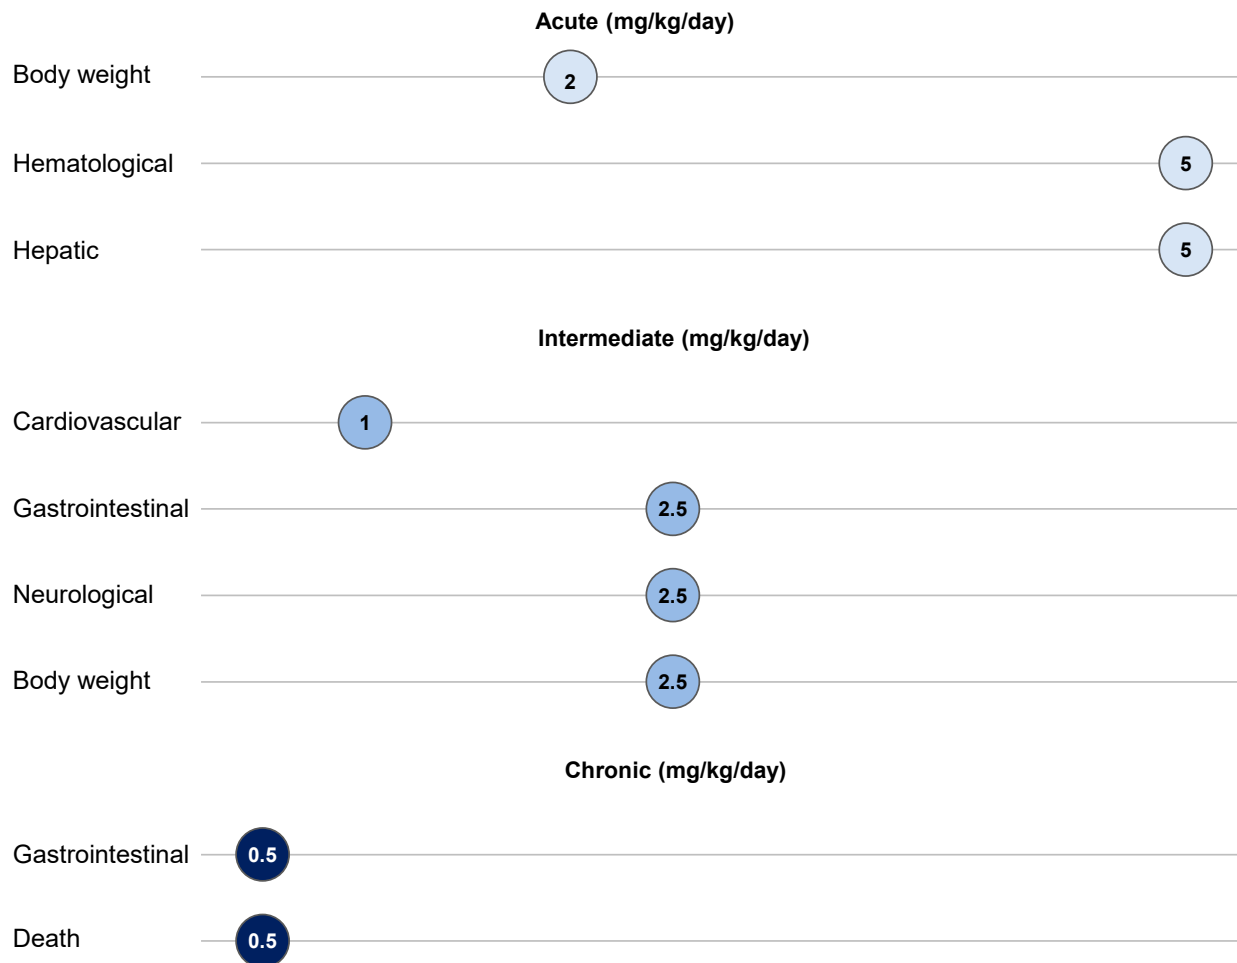 Acute (mg/kg/day)
Body weight 2
Hematological 5
Hepatic 5
Intermediate (mg/kg/day)
Cardiovascular 1
Gastrointestinal 2.5
Neurological 2.5
Body weight 2.5
Chronic (mg/kg/day)
Gastrointestinal 0.5
Death 0.5